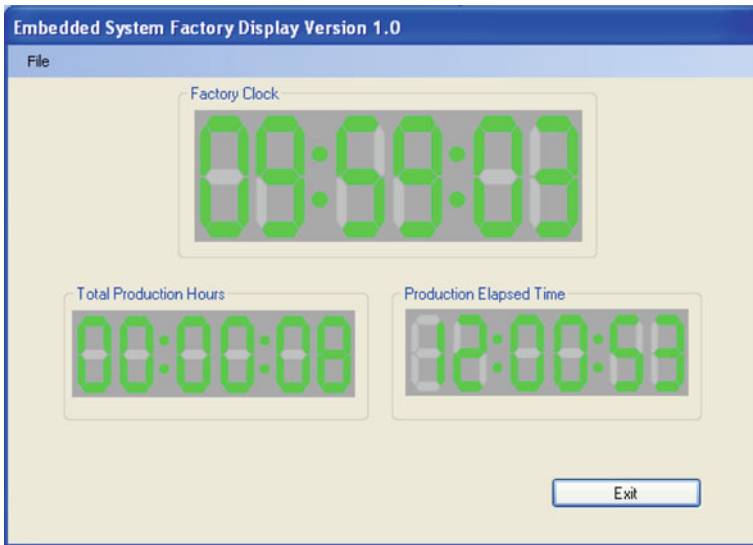 Embedded System Factory Display Version 1.0
File
Factory Clock
09:59:03
Total Production Hours
00:00:08
Production Elapsed Time
12:00:53
Exit